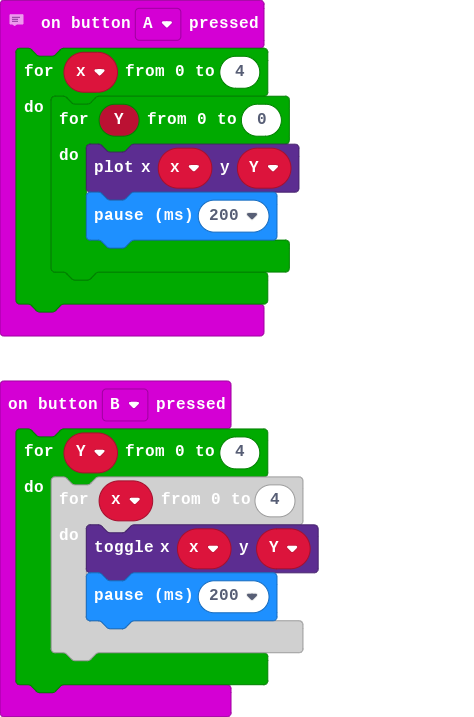 on button A pressed
for x from 0 to 4
do
for Y from 0 to 0
do
plot x x y Y
pause (ms) 200
on button B pressed
for Y from 0 to 4
do
for x from 0 to 4
do
toggle x x y Y
pause (ms) 200